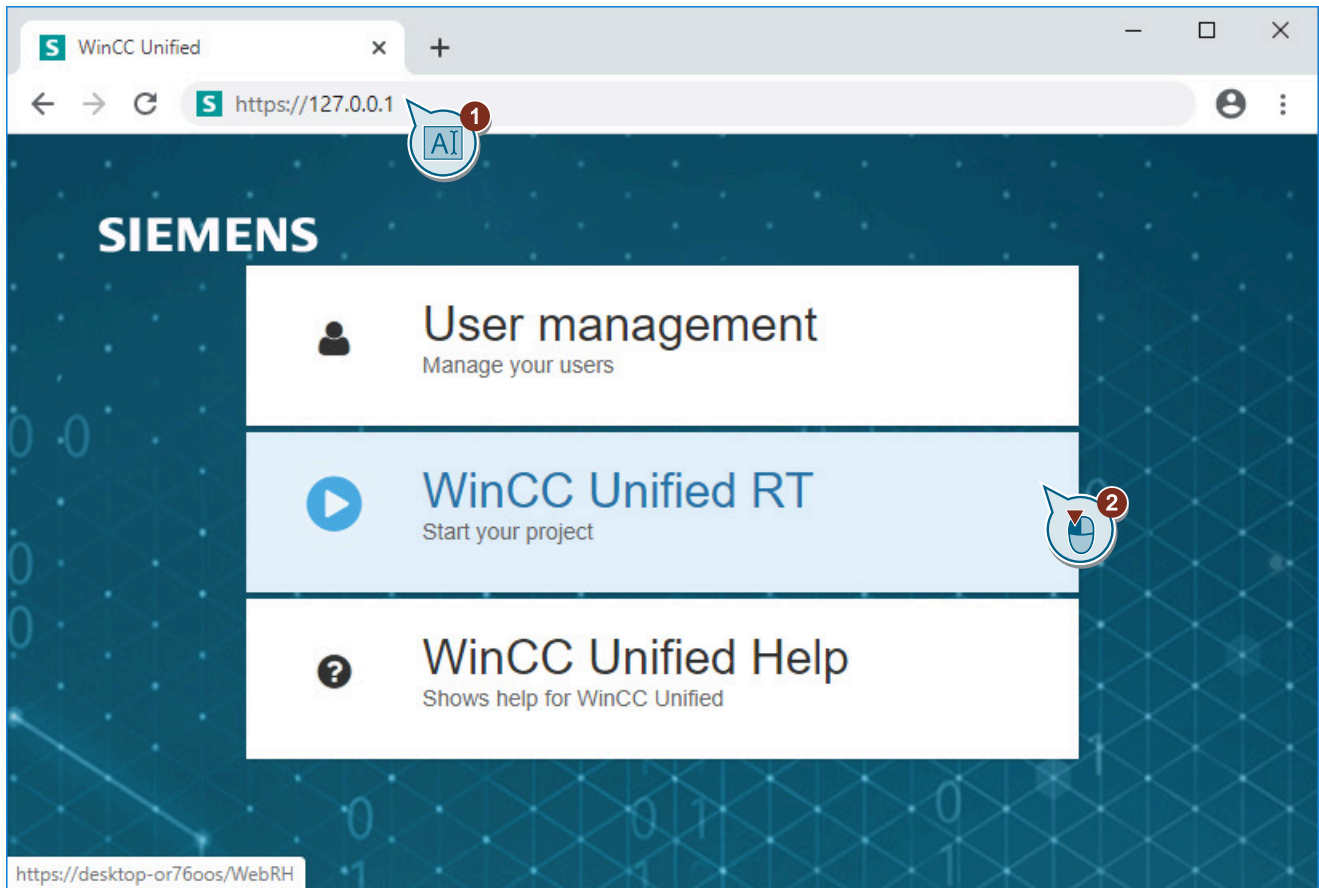 WinCC Unified
https://127.0.0.1
1
AI
SIEMENS
User management
Manage your users
WinCC Unified RT
Start your project
2
WinCC Unified Help
Shows help for WinCC Unified
https://desktop-or76oos/WebRH